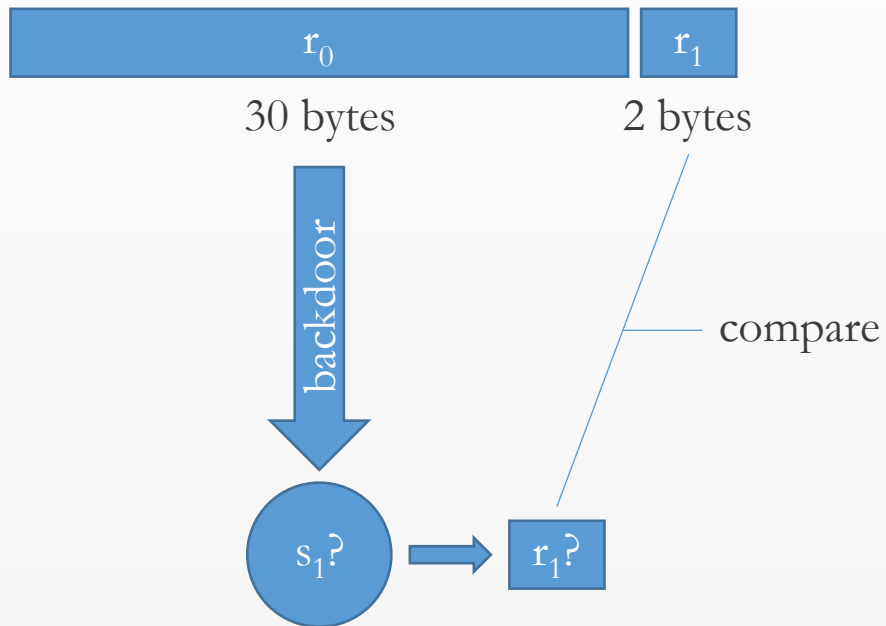 r₀ r₁
30 bytes 2 bytes
backdoor
compare
s₁? r₁?